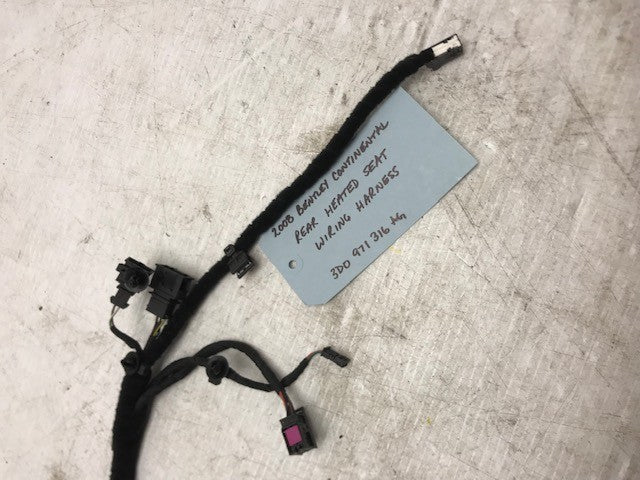 2008 BENTLEY CONTINENTAL
REAR HEATED SEAT
WIRING HARNESS
3D0 971 316 AG